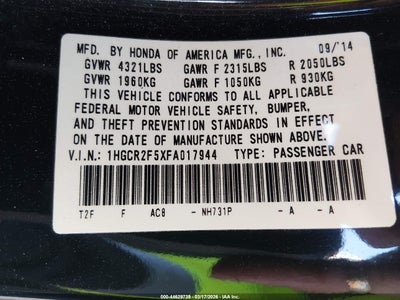 MFD. BY HONDA OF AMERICA MFG., INC. 09/'14
GVWR 4321LBS GAWR F 2315LBS R 2050LBS
GVWR 1960KG GAWR F 1050KG R 930KG
THIS VEHICLE CONFORMS TO ALL APPLICABLE
FEDERAL MOTOR VEHICLE SAFETY, BUMPER,
AND THEFT PREVENTION STANDARDS IN EFFECT
ON THE DATE OF MANUFACTURE SHOWN ABOVE.
V.I.N.: 1HGCR2F5XFA017944 TYPE: PASSENGER CAR
T2F F AC8 - NH731P - A - A
000-44628738 - 03/17/2026 - IAA Inc.